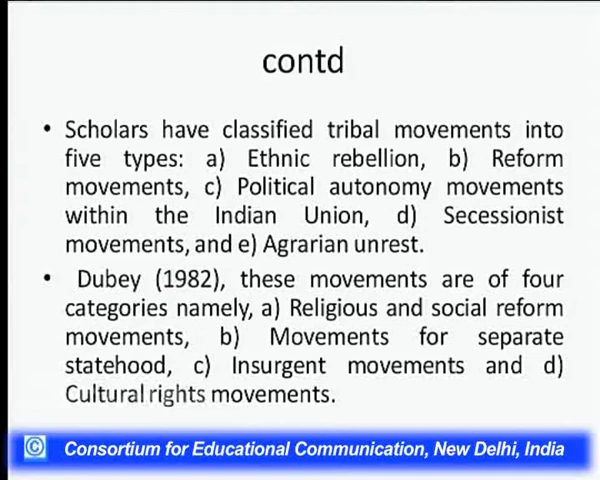 contd
• Scholars have classified tribal movements into
five types: a) Ethnic rebellion, b) Reform
movements, c) Political autonomy movements
within the Indian Union, d) Secessionist
movements, and e) Agrarian unrest.
• Dubey (1982), these movements are of four
categories namely, a) Religious and social reform
movements, b) Movements for separate
statehood, c) Insurgent movements and d)
Cultural rights movements.
© Consortium for Educational Communication, New Delhi, India